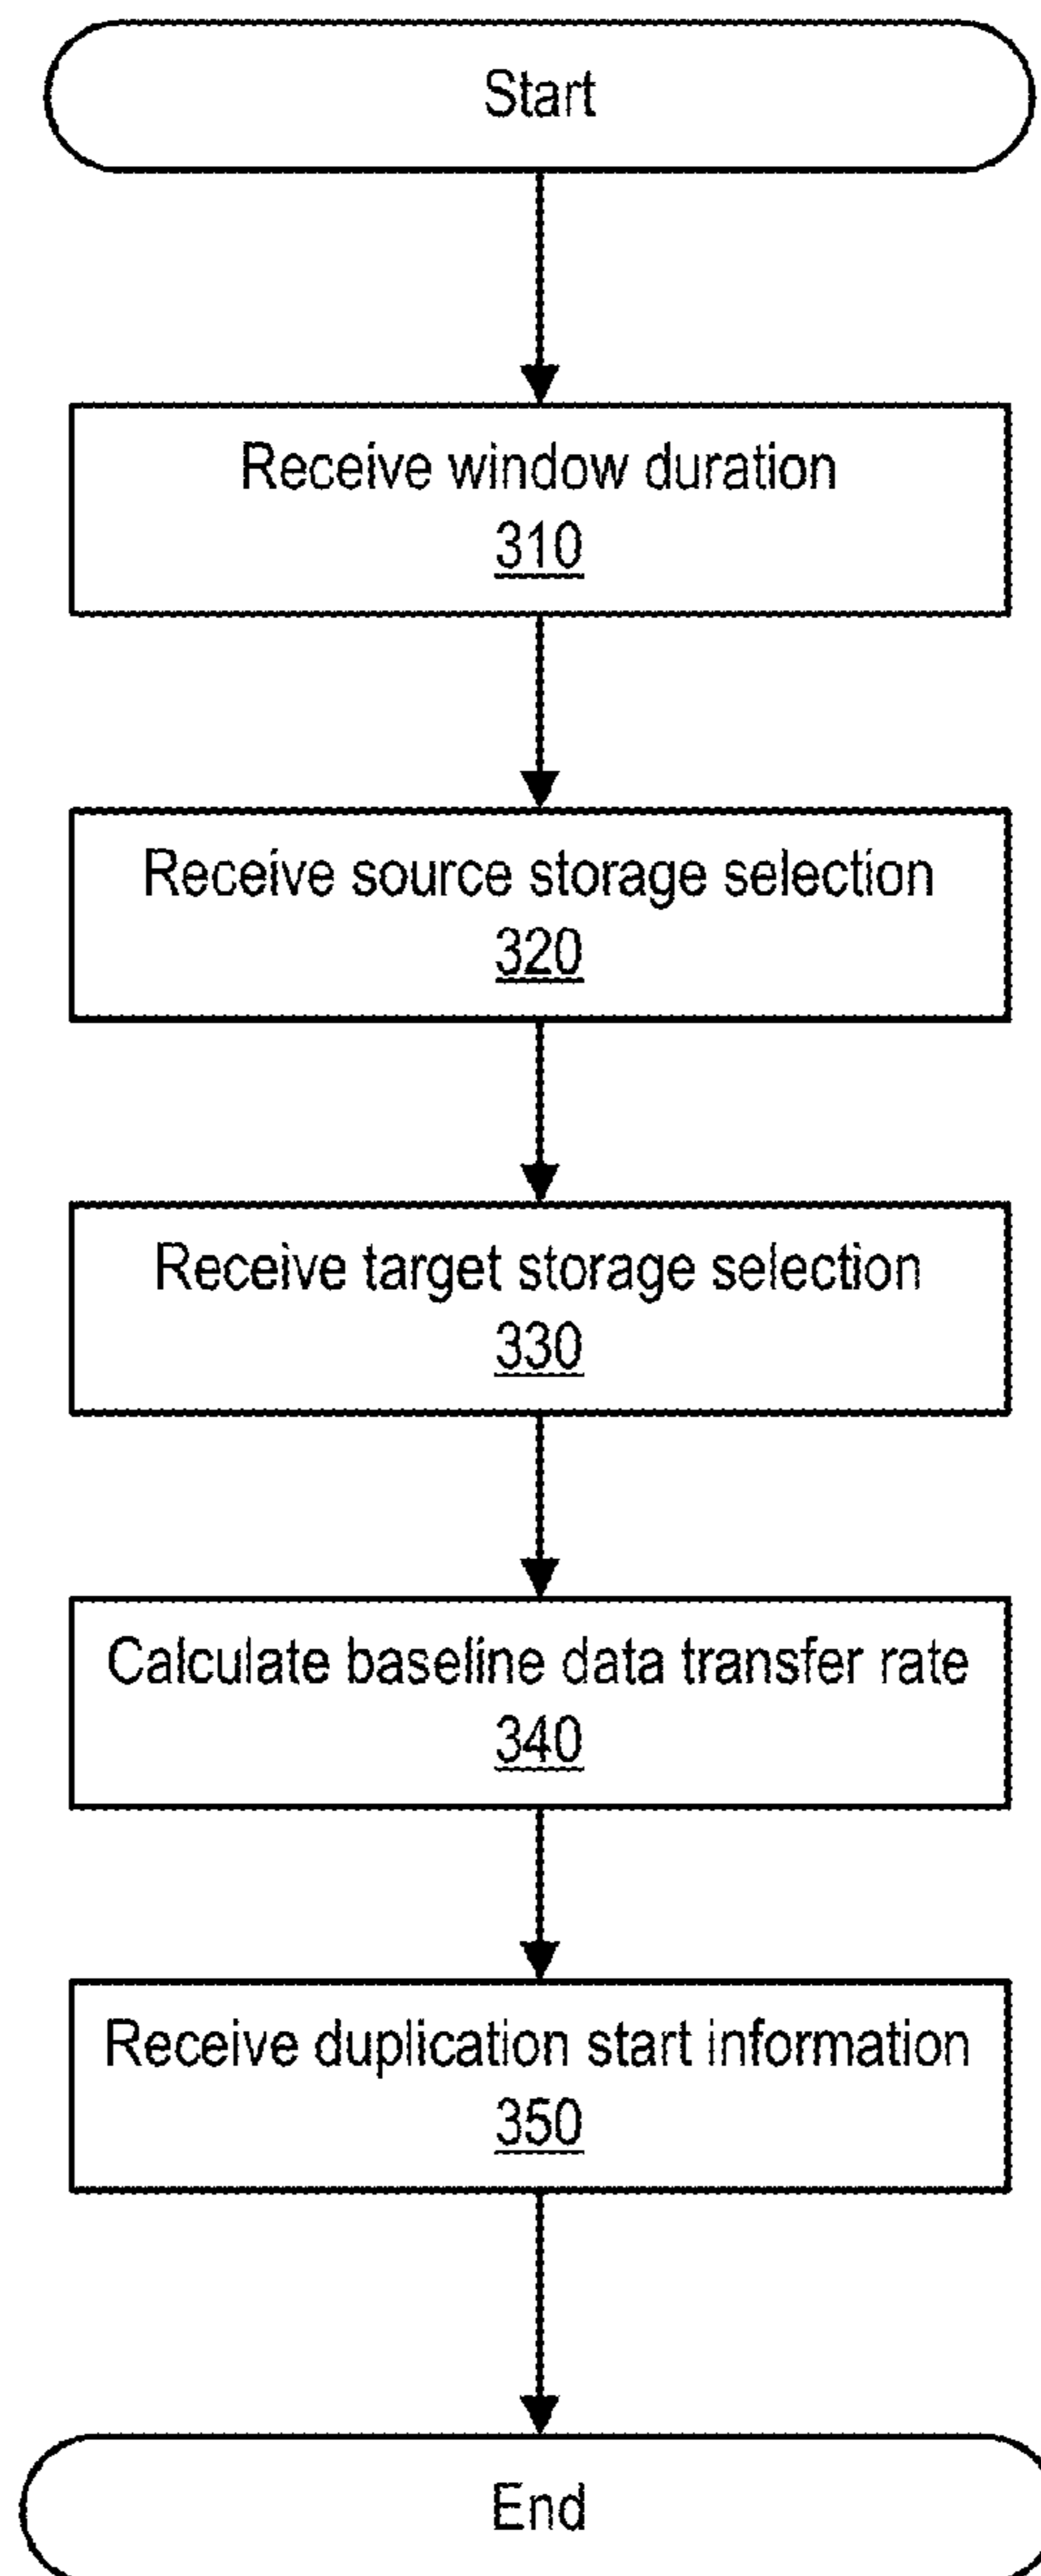 Start
Receive window duration
310
Receive source storage selection
320
Receive target storage selection
330
Calculate baseline data transfer rate
340
Receive duplication start information
350
End